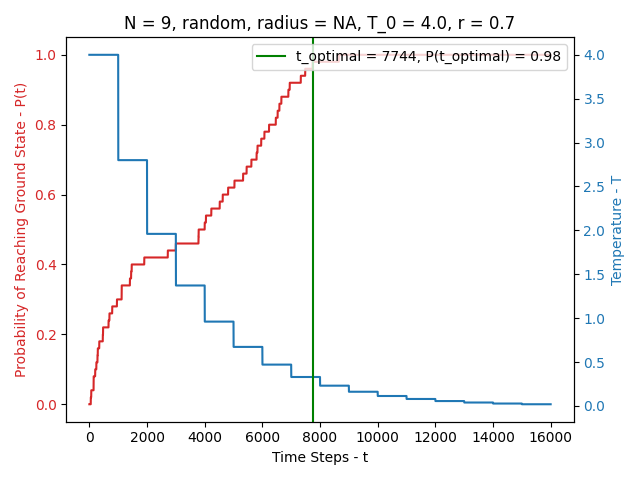 N = 9, random, radius = NA, T_0 = 4.0, r = 0.7
t_optimal = 7744, P(t_optimal) = 0.98
Probability of Reaching Ground State - P(t)
1.0
0.8
0.6
0.4
0.2
0.0
4.0
3.5
3.0
2.5
2.0
1.5
1.0
0.5
0.0
Temperature - T
0 2000 4000 6000 8000 10000 12000 14000 16000
Time Steps - t